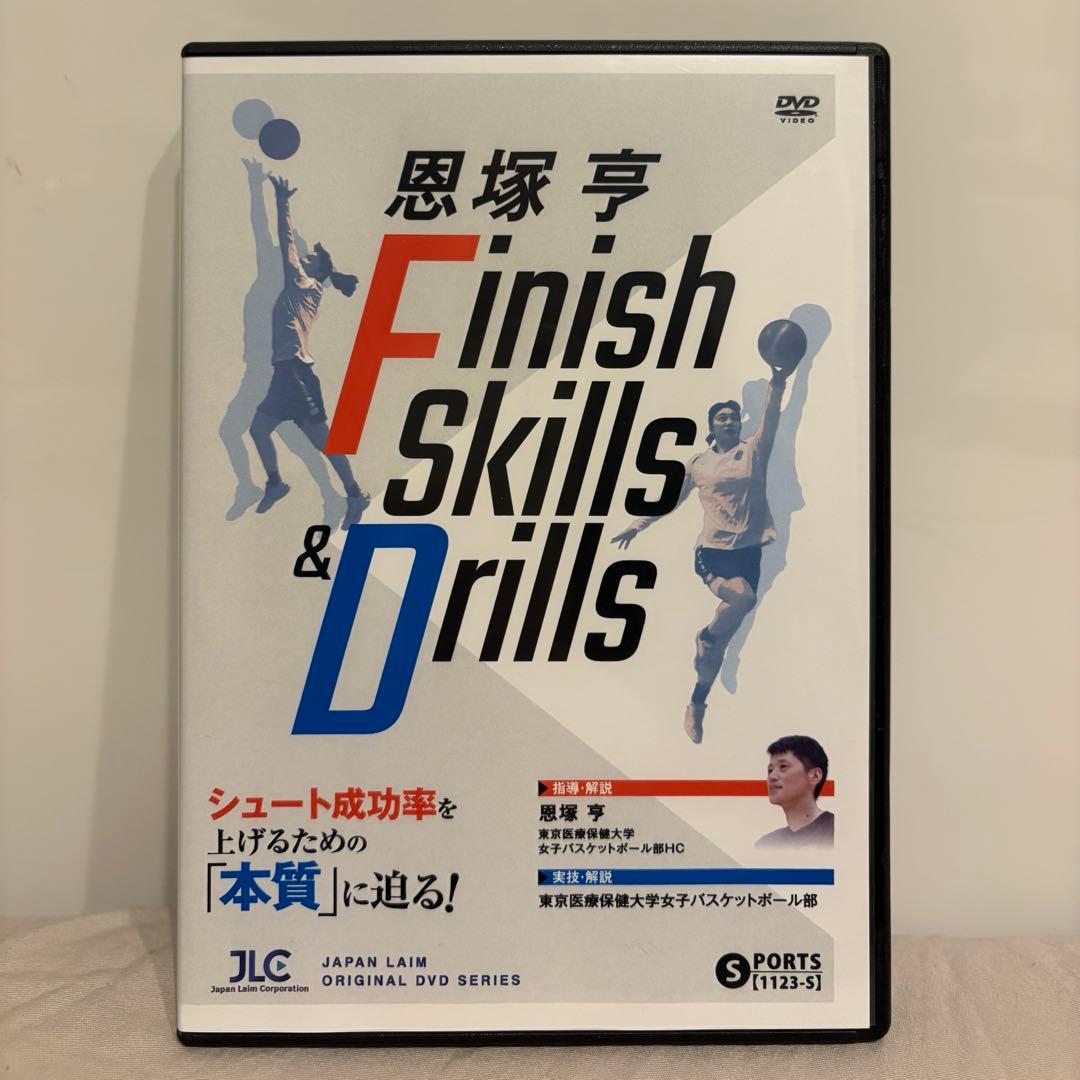 DVD
VIDEO
恩塚 亨
Finish
Skills
& Drills
シュート成功率を
上げるための
「本質」に迫る!
指導・解説
恩塚 亨
東京医療保健大学
女子バスケットボール部HC
実技・解説
東京医療保健大学女子バスケットボール部
JLC
Japan Laim Corporation
JAPAN LAIM
ORIGINAL DVD SERIES
SPORTS
【1123-S】